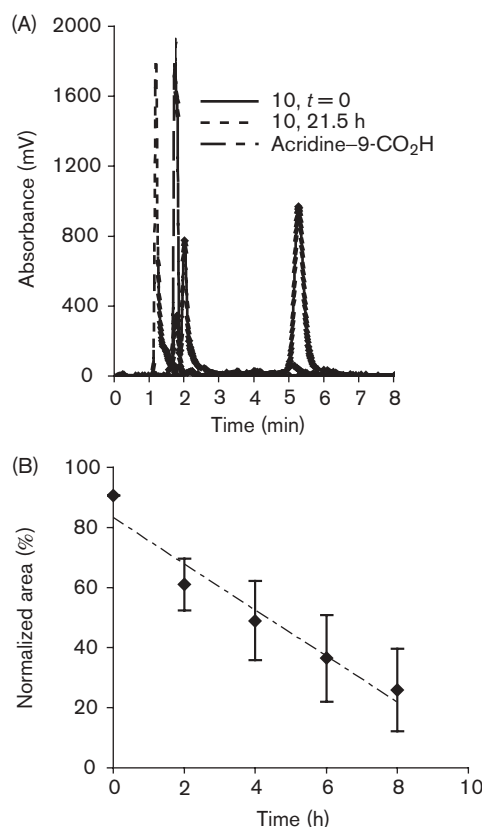 (A)
2000
1600
1200
800
400
0
Absorbance (mV)
10, t = 0
10, 21.5 h
Acridine–9-CO₂H
0 1 2 3 4 5 6 7 8
Time (min)
(B)
100
80
60
40
20
0
Normalized area (%)
0 2 4 6 8 10
Time (h)